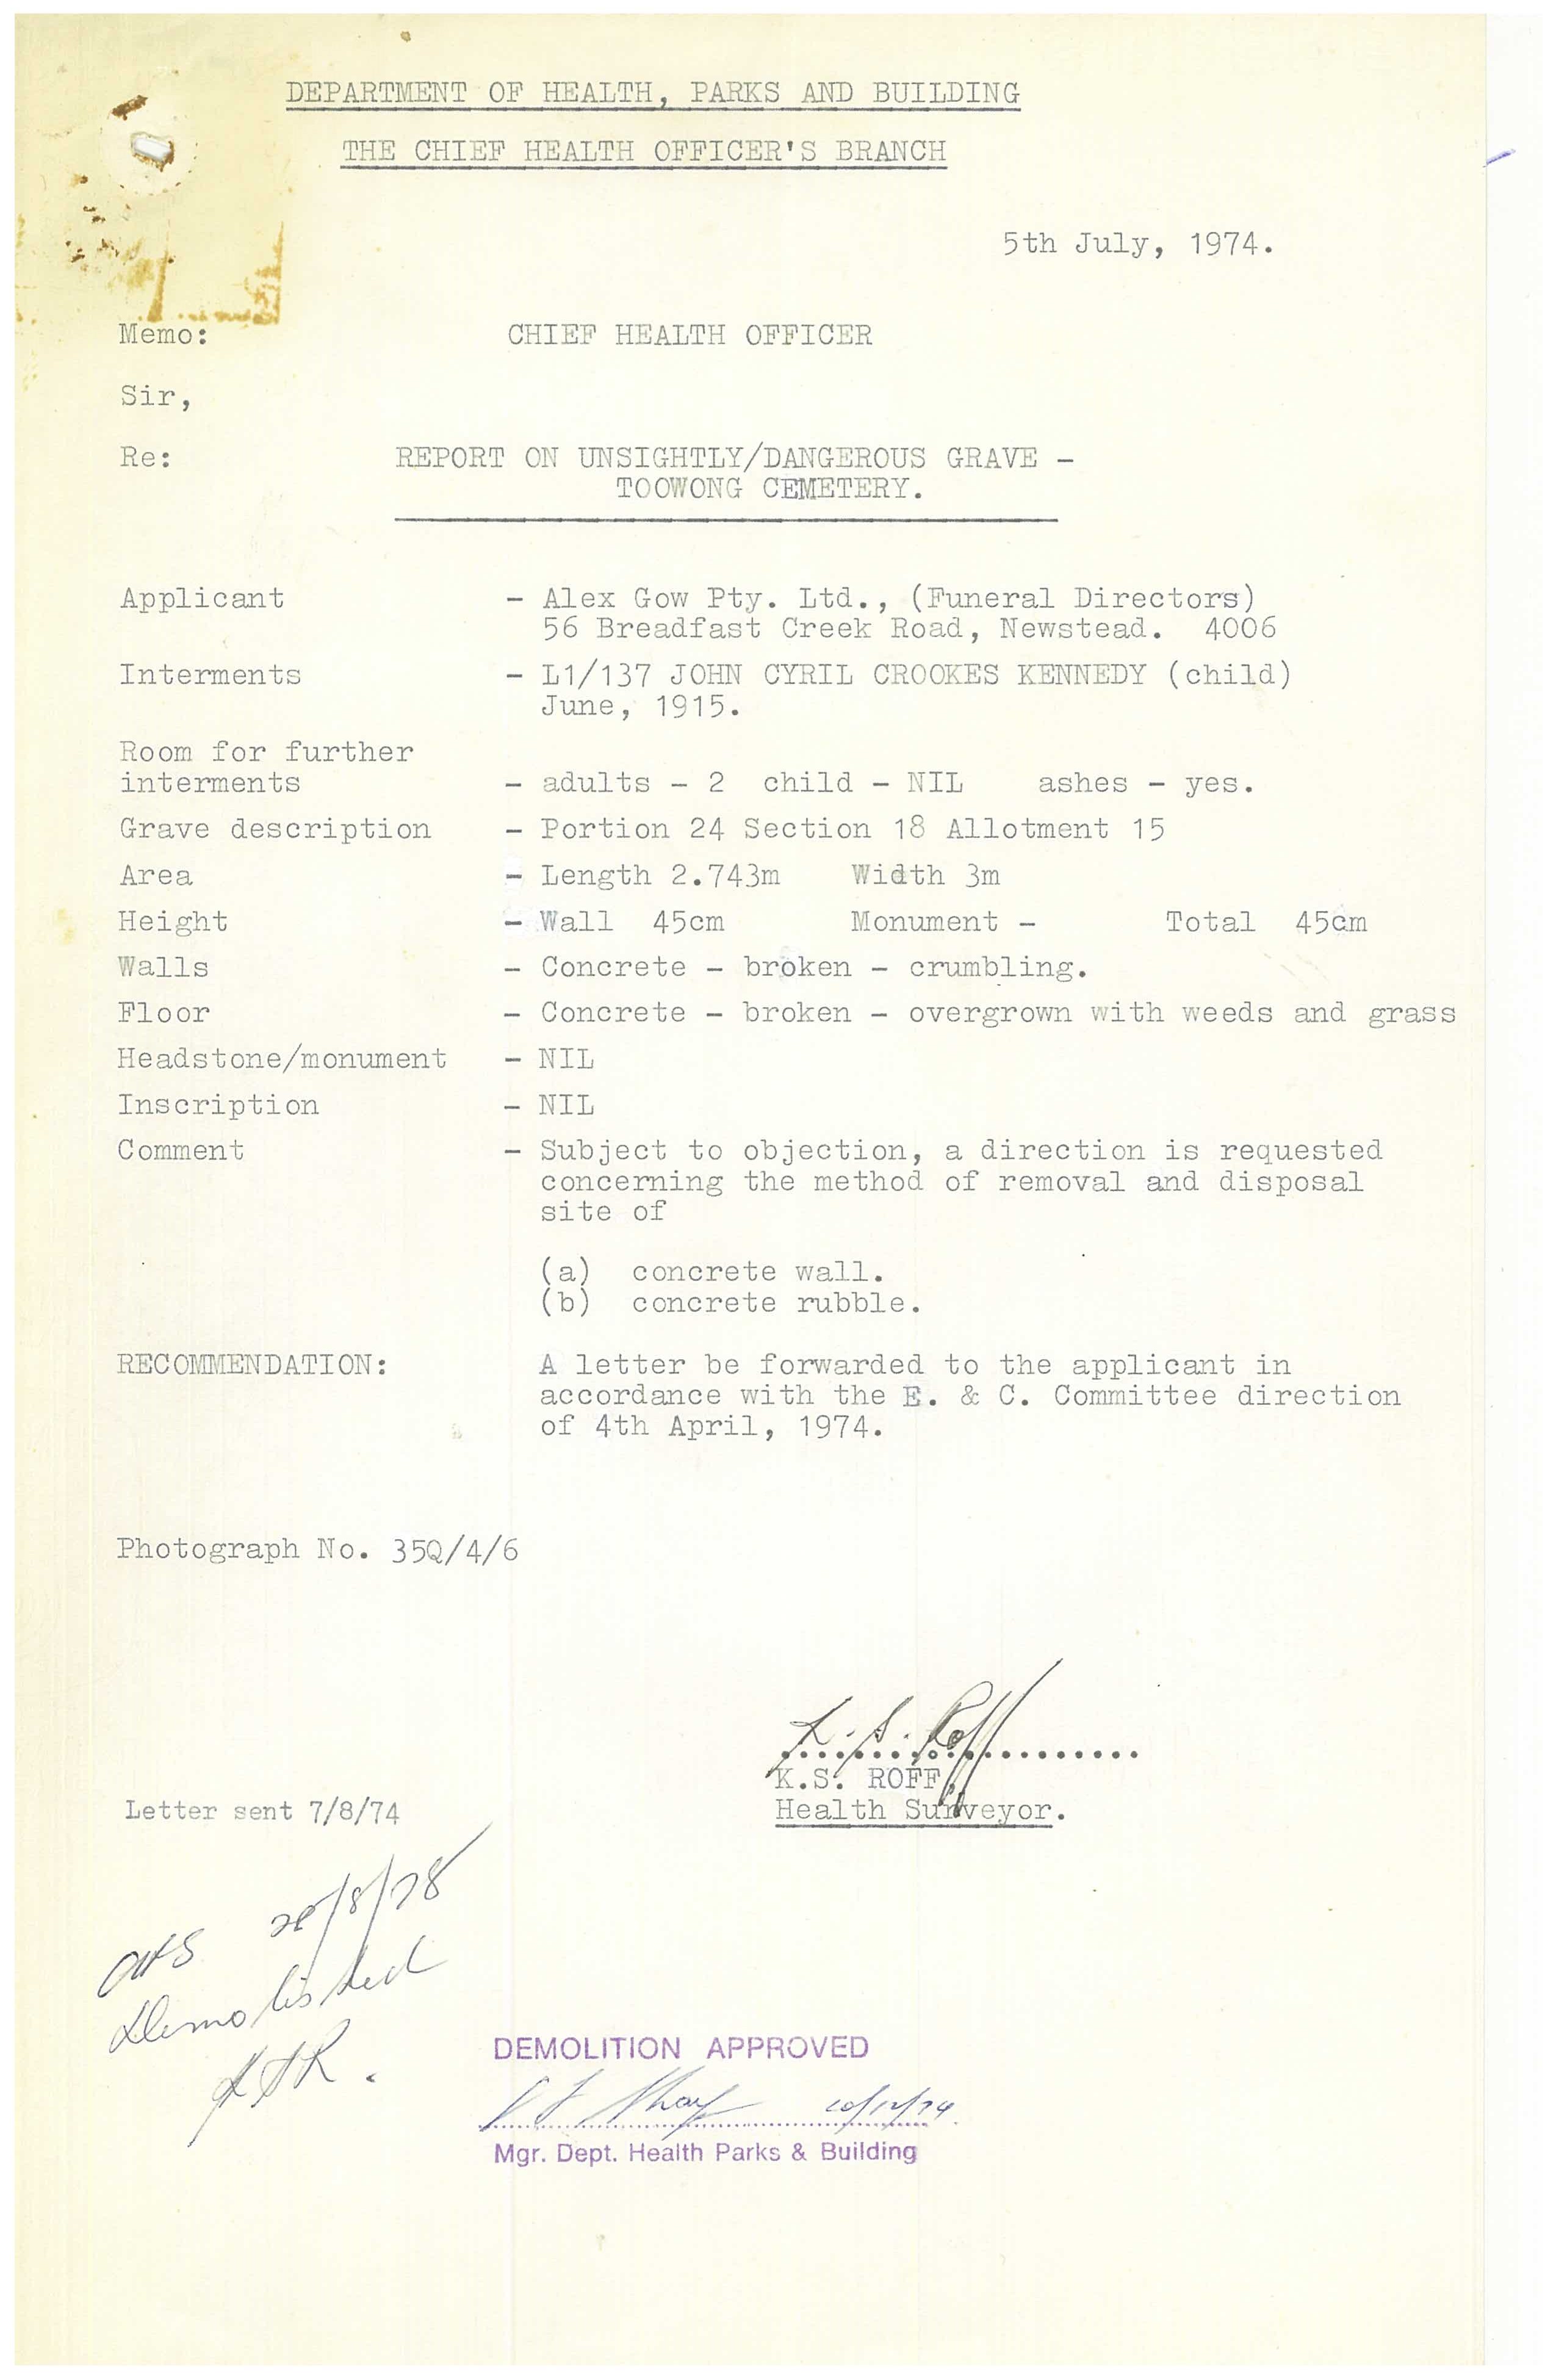 DEPARTMENT OF HEALTH, PARKS AND BUILDING
THE CHIEF HEALTH OFFICER'S BRANCH
5th July, 1974.
Memo: CHIEF HEALTH OFFICER
Sir,
Re: REPORT ON UNSIGHTLY/DANGEROUS GRAVE -
TOOWONG CEMETERY.
Applicant - Alex Gow Pty. Ltd., (Funeral Directors)
56 Breadfast Creek Road, Newstead. 4006
Interments - L1/137 JOHN CYRIL CROOKES KENNEDY (child)
June, 1915.
Room for further
interments - adults - 2 child - NIL ashes - yes.
Grave description - Portion 24 Section 18 Allotment 15
Area - Length 2.743m Width 3m
Height - Wall 45cm Monument - Total 45cm
Walls - Concrete - broken - crumbling.
Floor - Concrete - broken - overgrown with weeds and grass
Headstone/monument - NIL
Inscription - NIL
Comment - Subject to objection, a direction is requested
concerning the method of removal and disposal
site of
(a) concrete wall.
(b) concrete rubble.
RECOMMENDATION: A letter be forwarded to the applicant in
accordance with the E. & C. Committee direction
of 4th April, 1974.
Photograph No. 35Q/4/6
K. S. Roff
K.S. ROFF,
Health Surveyor.
Letter sent 7/8/74
Demolished
DEMOLITION APPROVED
Mgr. Dept. Health Parks & Building